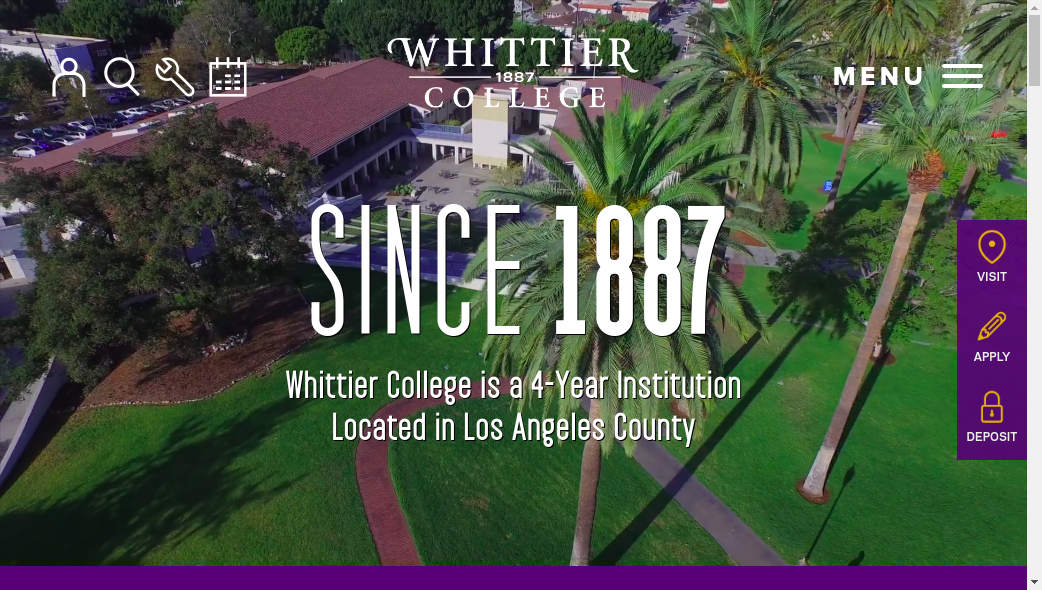 WHITTIER
1887
COLLEGE
MENU
SINCE 1887
Whittier College is a 4-Year Institution
Located in Los Angeles County
VISIT
APPLY
DEPOSIT